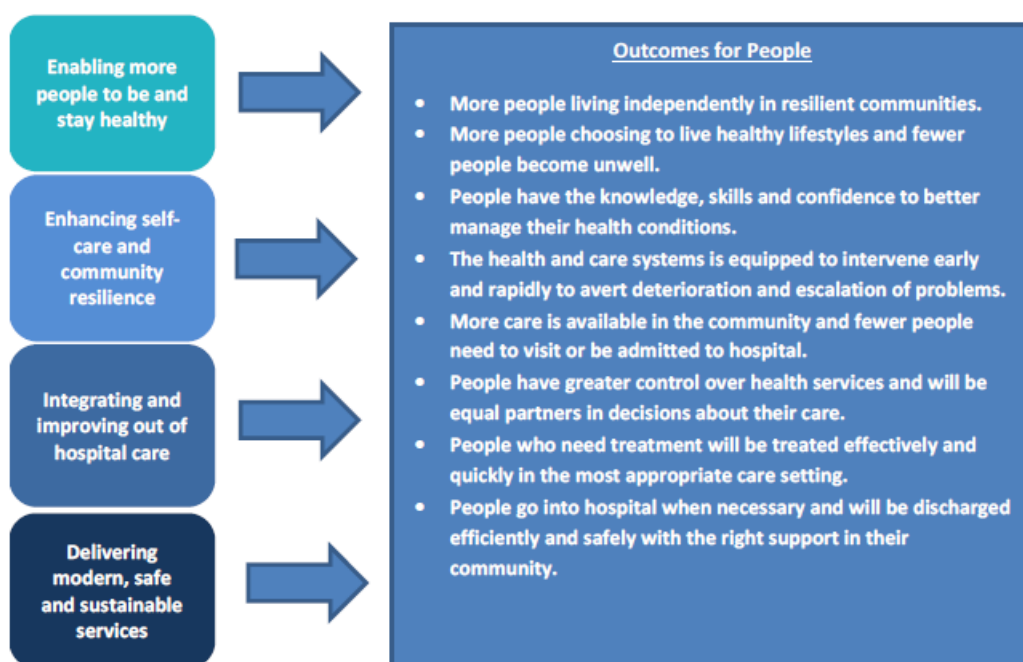 Enabling more
people to be and
stay healthy
Enhancing self-
care and
community
resilience
Integrating and
improving out of
hospital care
Delivering
modern, safe
and sustainable
services
Outcomes for People
• More people living independently in resilient communities.
• More people choosing to live healthy lifestyles and fewer
people become unwell.
• People have the knowledge, skills and confidence to better
manage their health conditions.
• The health and care systems is equipped to intervene early
and rapidly to avert deterioration and escalation of problems.
• More care is available in the community and fewer people
need to visit or be admitted to hospital.
• People have greater control over health services and will be
equal partners in decisions about their care.
• People who need treatment will be treated effectively and
quickly in the most appropriate care setting.
• People go into hospital when necessary and will be discharged
efficiently and safely with the right support in their
community.